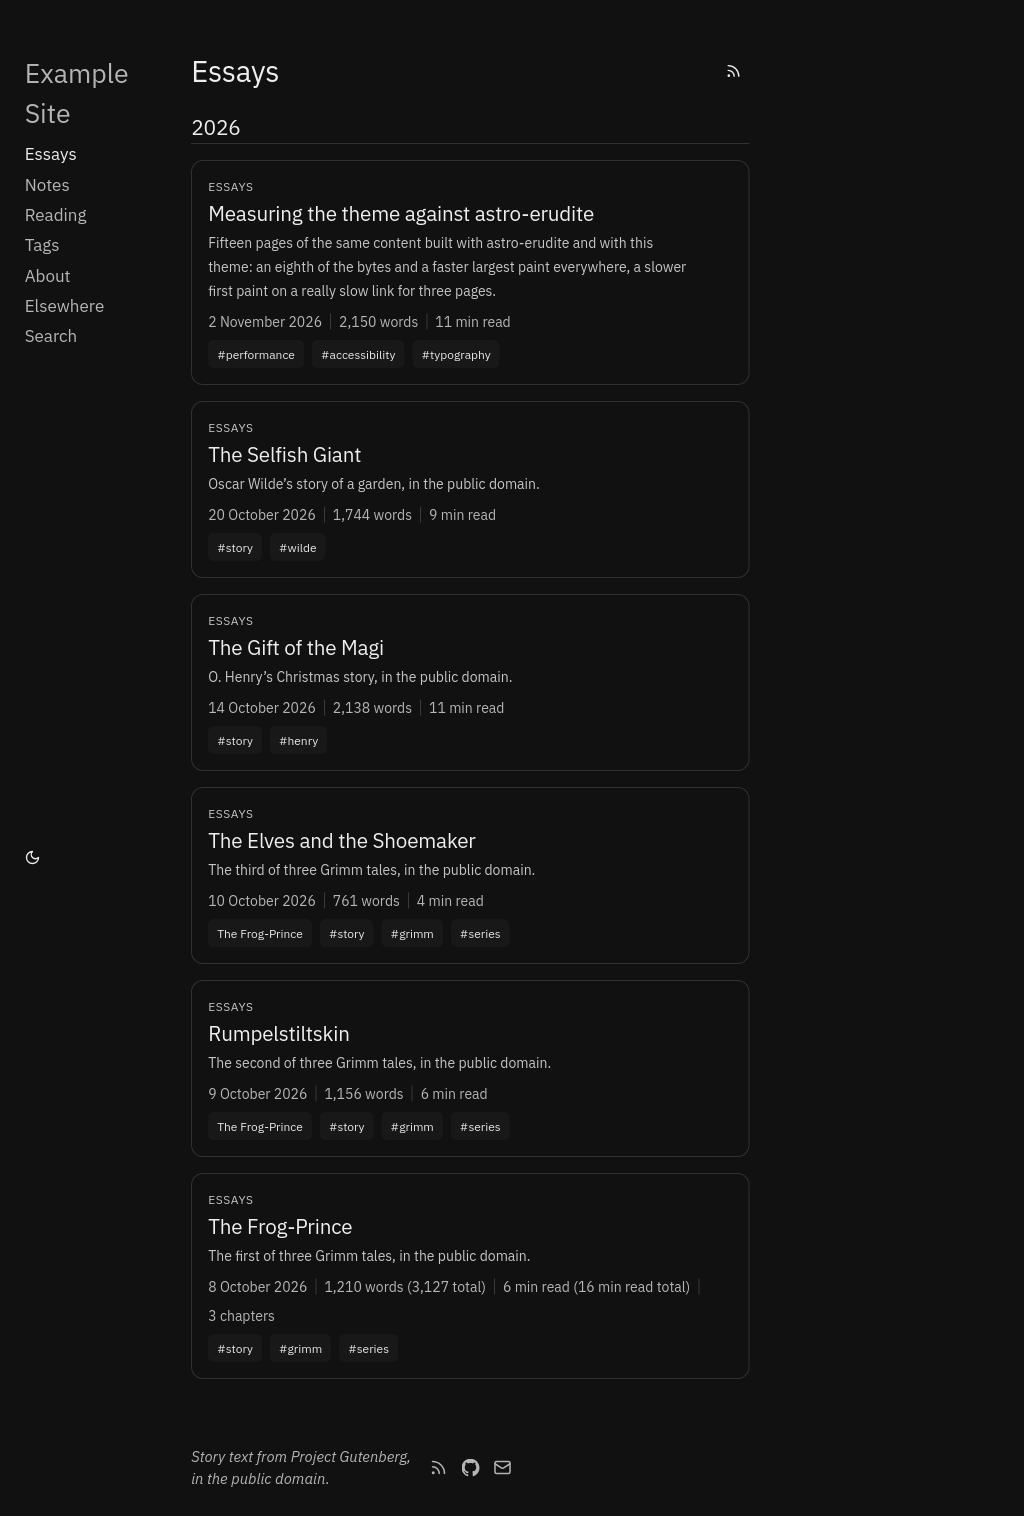 Example
Site
Essays
Notes
Reading
Tags
About
Elsewhere
Search
Essays
2026
ESSAYS
Measuring the theme against astro-erudite
Fifteen pages of the same content built with astro-erudite and with this
theme: an eighth of the bytes and a faster largest paint everywhere, a slower
first paint on a really slow link for three pages.
2 November 2026 | 2,150 words | 11 min read
#performance #accessibility #typography
ESSAYS
The Selfish Giant
Oscar Wilde’s story of a garden, in the public domain.
20 October 2026 | 1,744 words | 9 min read
#story #wilde
ESSAYS
The Gift of the Magi
O. Henry’s Christmas story, in the public domain.
14 October 2026 | 2,138 words | 11 min read
#story #henry
ESSAYS
The Elves and the Shoemaker
The third of three Grimm tales, in the public domain.
10 October 2026 | 761 words | 4 min read
The Frog-Prince #story #grimm #series
ESSAYS
Rumpelstiltskin
The second of three Grimm tales, in the public domain.
9 October 2026 | 1,156 words | 6 min read
The Frog-Prince #story #grimm #series
ESSAYS
The Frog-Prince
The first of three Grimm tales, in the public domain.
8 October 2026 | 1,210 words (3,127 total) | 6 min read (16 min read total) |
3 chapters
#story #grimm #series
Story text from Project Gutenberg,
in the public domain.